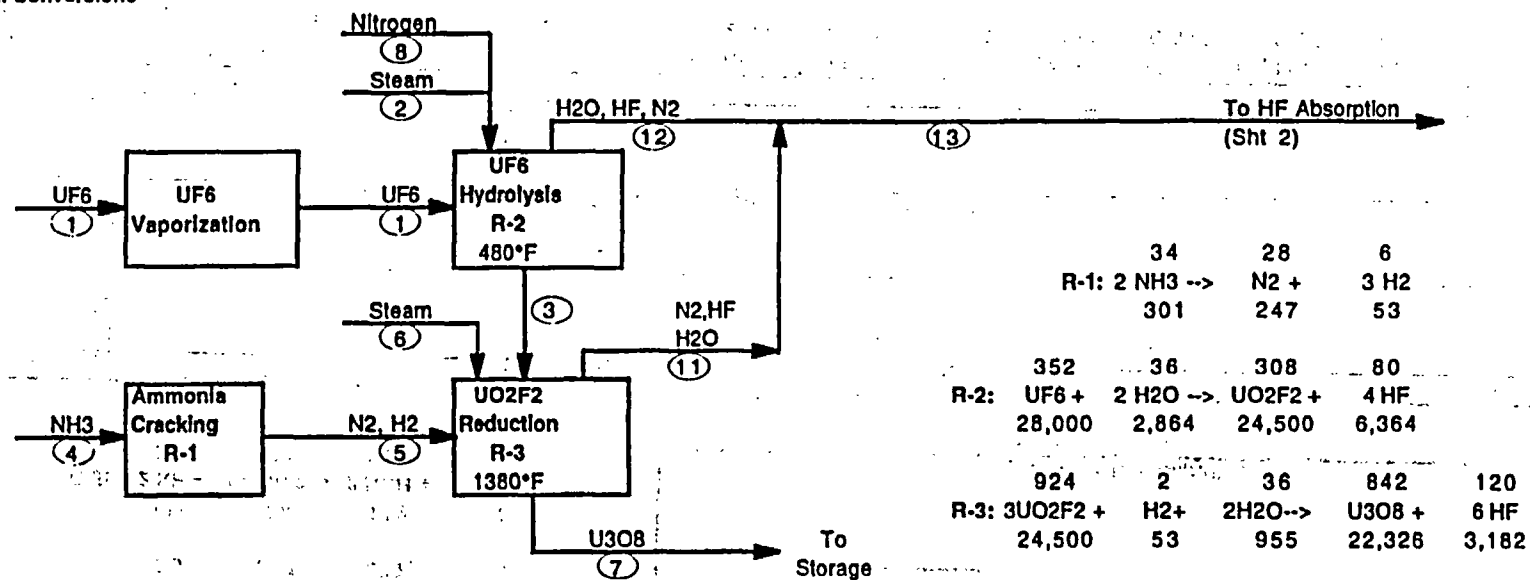 Nitrogen
8
Steam
2
H2O, HF, N2
12
13
To HF Absorption
(Sht 2)
UF6
1
UF6
Vaporization
UF6
1
UF6
Hydrolysis
R-2
480°F
3
Steam
6
N2,HF
H2O
11
NH3
4
Ammonia
Cracking
R-1
N2, H2
5
UO2F2
Reduction
R-3
1380°F
U3O8
7
To
Storage
34 28 6
R-1: 2 NH3 --> N2 + 3 H2
301 247 53
352 36 308 80
R-2: UF6 + 2 H2O --> UO2F2 + 4 HF
28,000 2,864 24,500 6,364
924 2 36 842 120
R-3: 3UO2F2 + H2+ 2H2O--> U3O8 + 6 HF
24,500 53 955 22,326 3,182